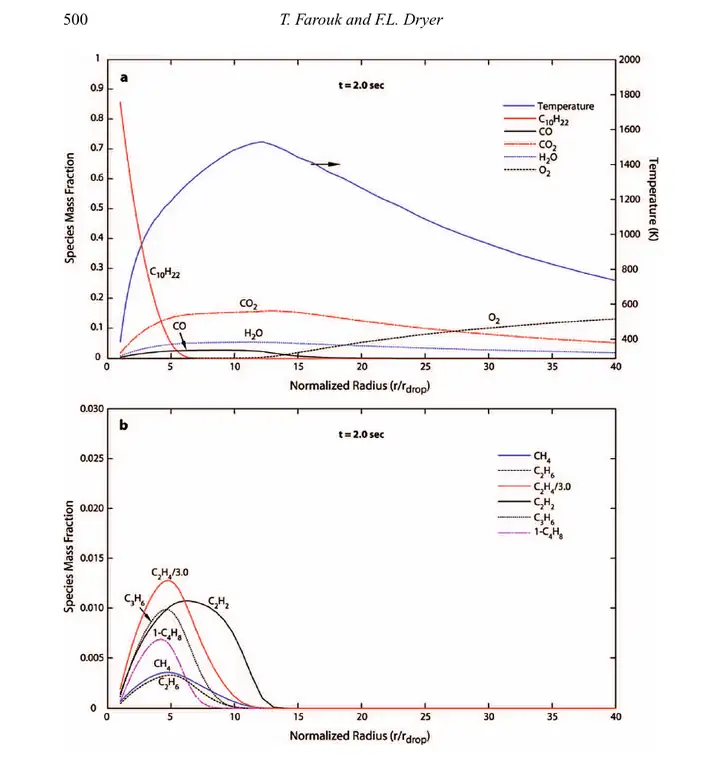 500
T. Farouk and F.L. Dryer
a
t = 2.0 sec
1
0.9
0.8
0.7
0.6
0.5
0.4
0.3
0.2
0.1
0
Species Mass Fraction
2000
1800
1600
1400
1200
1000
800
600
400
Temperature (K)
Temperature
C10H22
CO
CO2
H2O
O2
C10H22
CO2
CO
H2O
O2
0 5 10 15 20 25 30 35 40
Normalized Radius (r/rdrop)
b
t = 2.0 sec
0.030
0.025
0.020
0.015
0.010
0.005
0
Species Mass Fraction
CH4
C2H6
C2H4/3.0
C2H2
C3H6
1-C4H8
C2H4/3.0
C3H6
C2H2
1-C4H8
CH4
C2H6
0 5 10 15 20 25 30 35 40
Normalized Radius (r/rdrop)